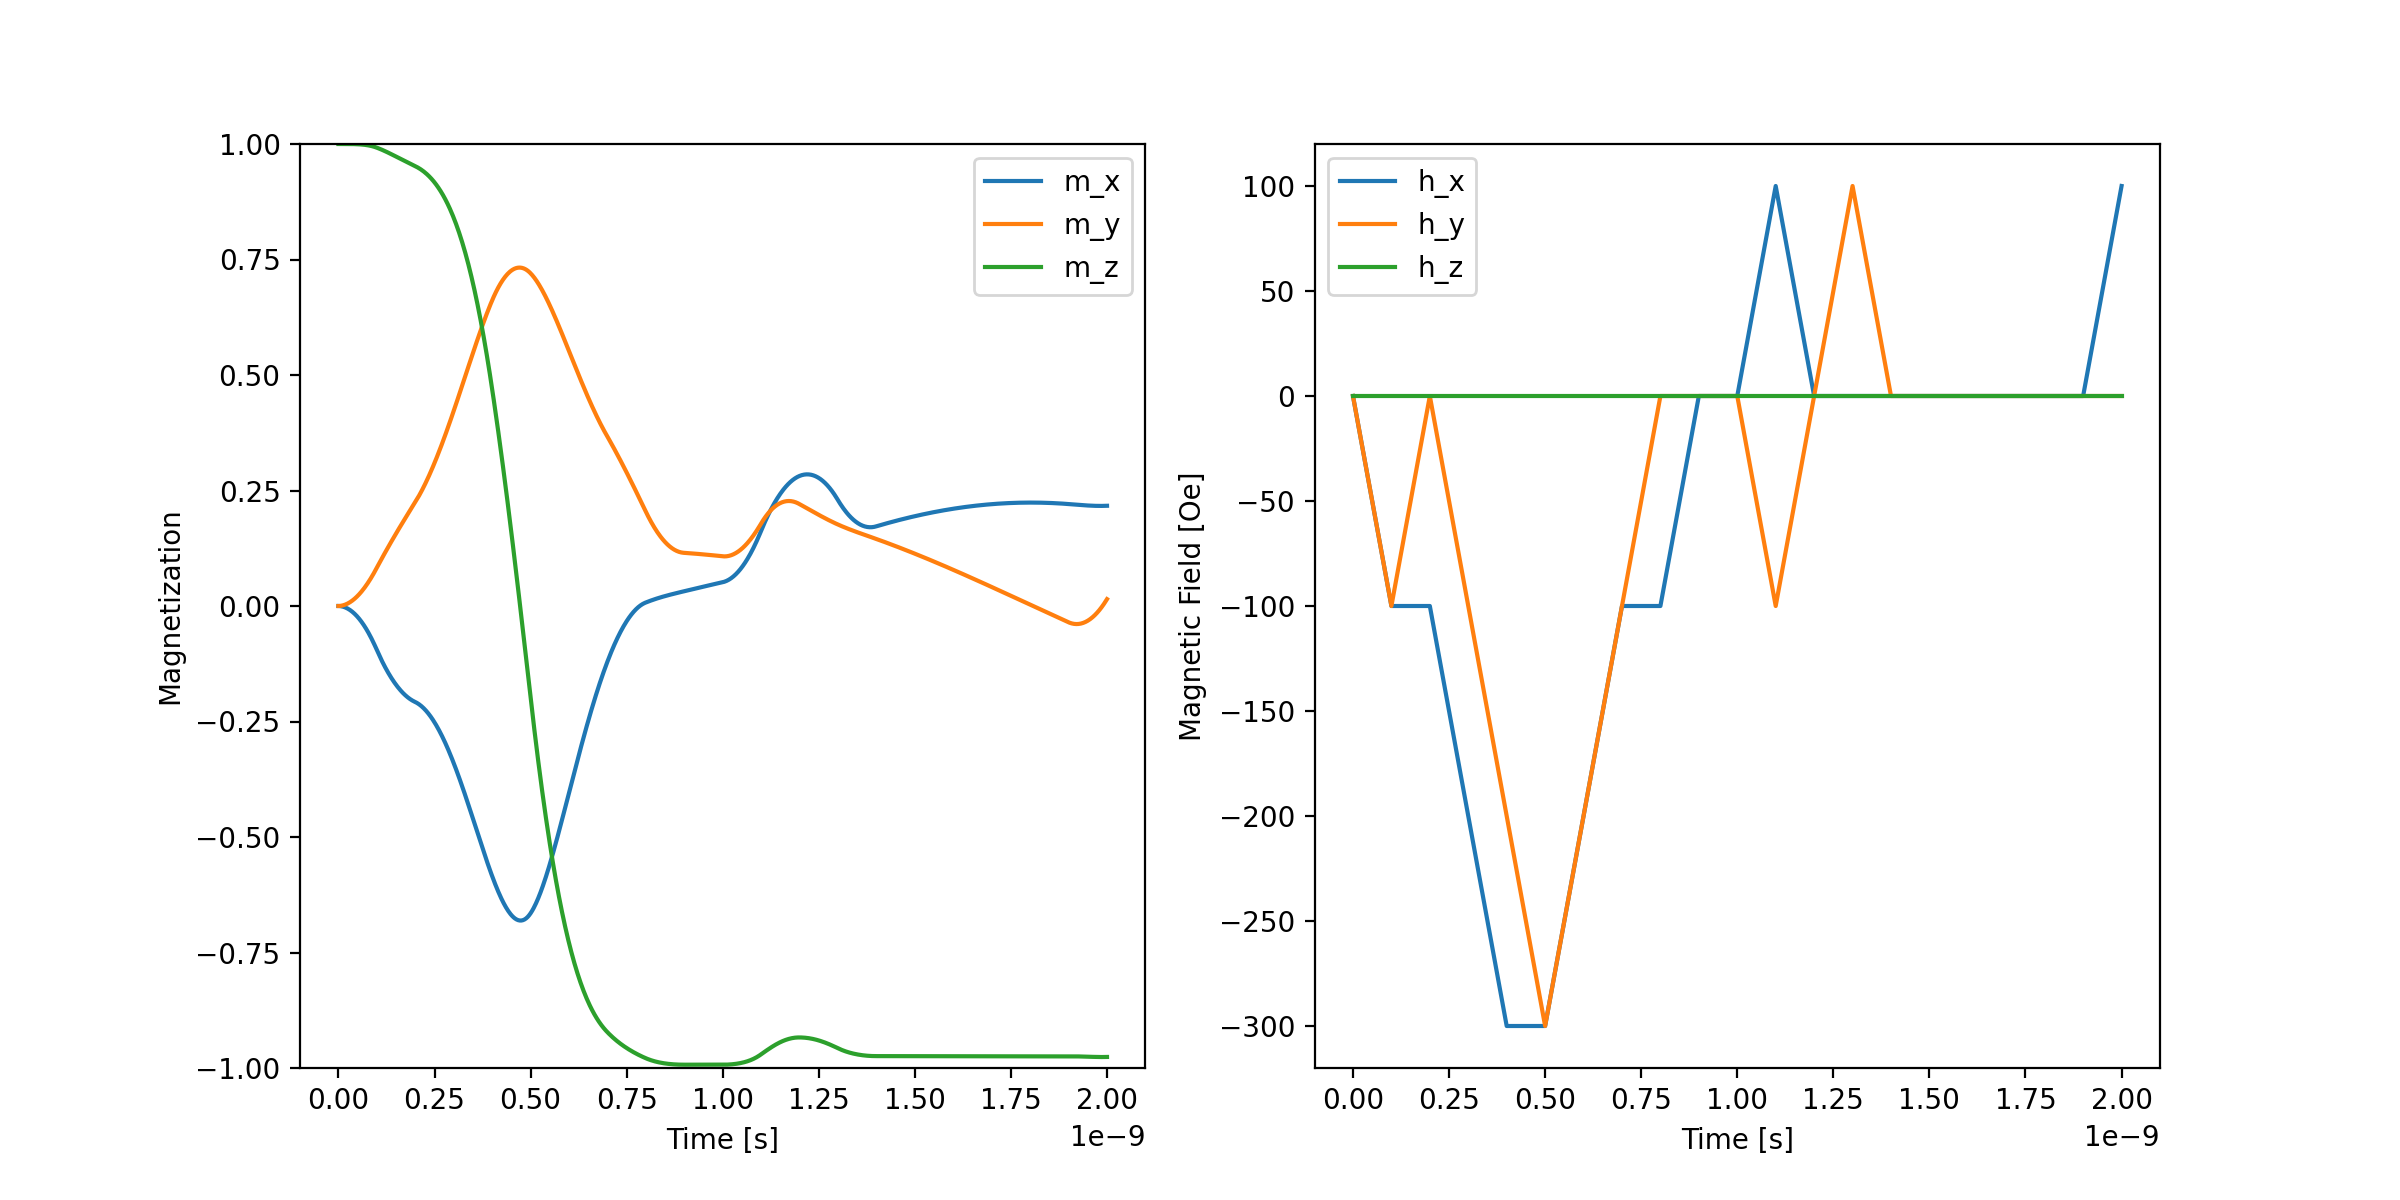 Magnetization
1.00
0.75
0.50
0.25
0.00
−0.25
−0.50
−0.75
−1.00
m_x
m_y
m_z
0.00 0.25 0.50 0.75 1.00 1.25 1.50 1.75 2.00
Time [s]
1e−9
Magnetic Field [Oe]
100
50
0
−50
−100
−150
−200
−250
−300
h_x
h_y
h_z
0.00 0.25 0.50 0.75 1.00 1.25 1.50 1.75 2.00
Time [s]
1e−9